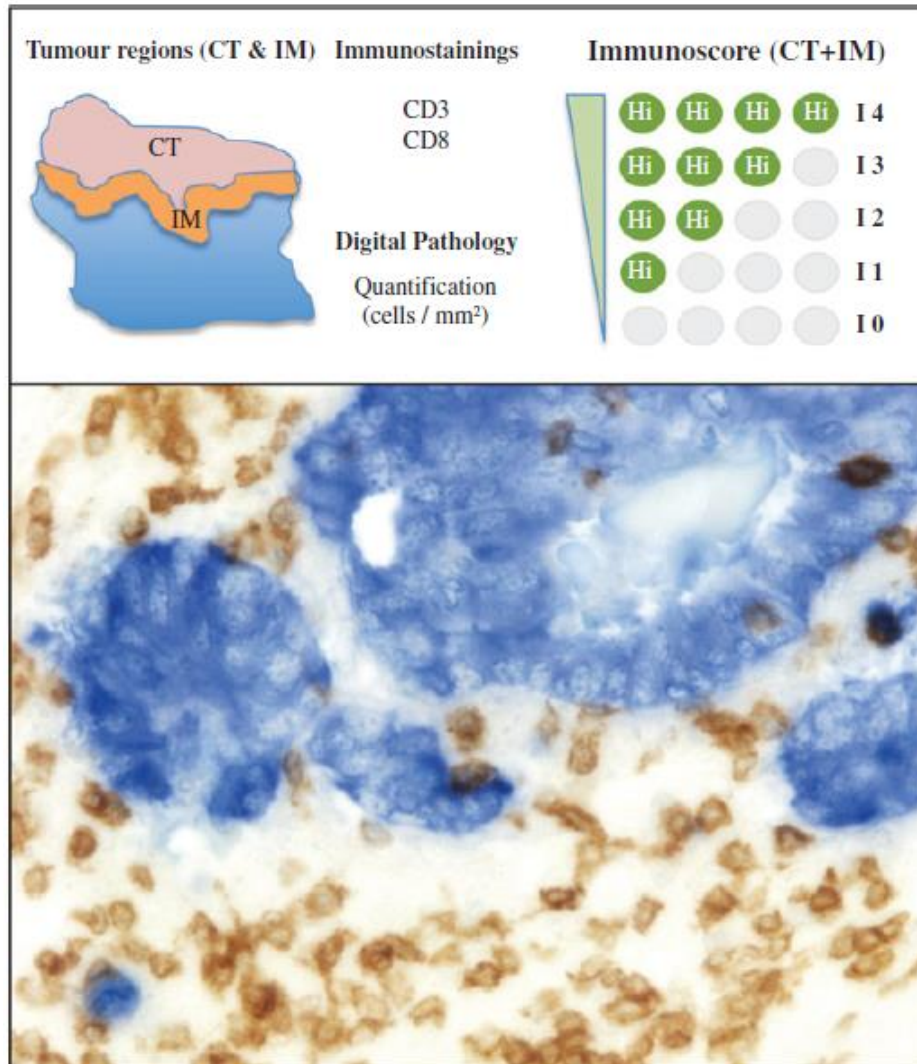 Tumour regions (CT & IM)
CT
IM
Immunostainings
CD3
CD8
Digital Pathology
Quantification
(cells / mm²)
Immunoscore (CT+IM)
Hi Hi Hi Hi I 4
Hi Hi Hi I 3
Hi Hi I 2
Hi I 1
I 0